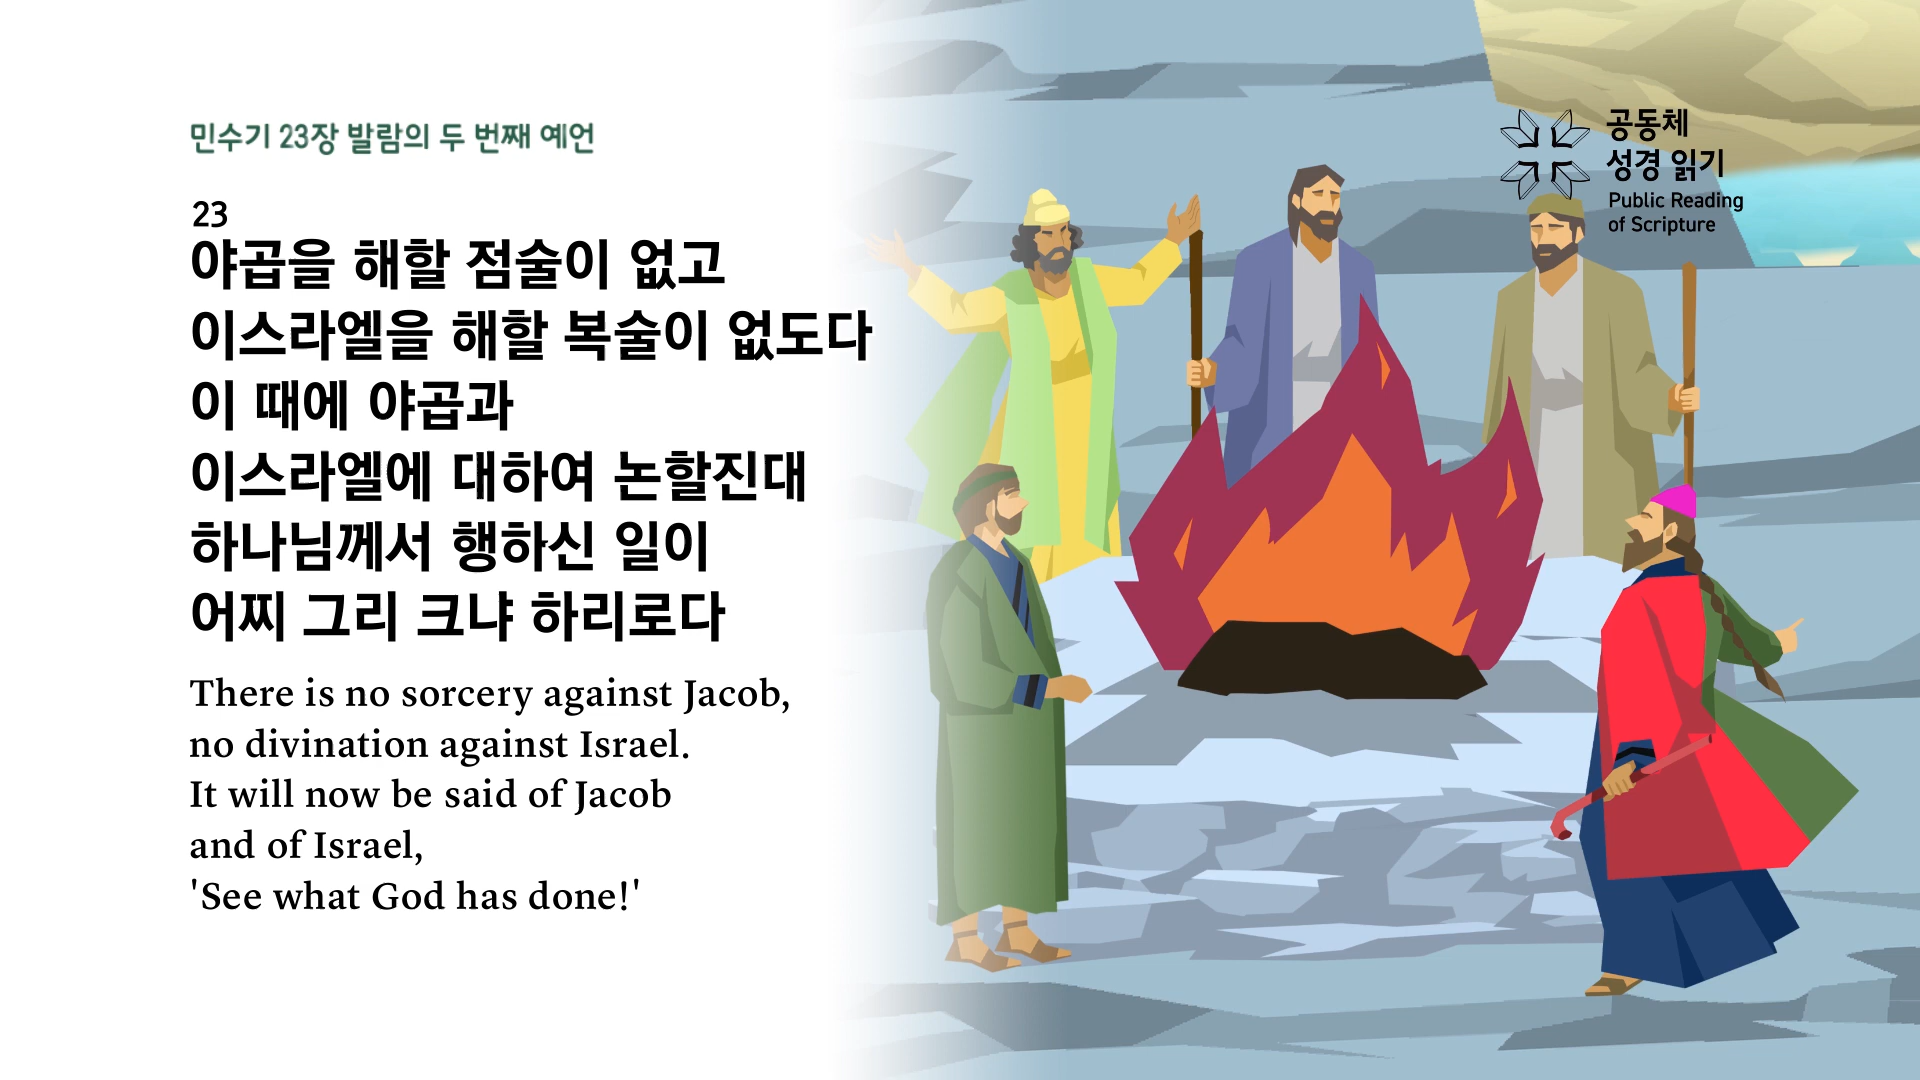 민수기 23장 발람의 두 번째 예언
23
야곱을 해할 점술이 없고
이스라엘을 해할 복술이 없도다
이 때에 야곱과
이스라엘에 대하여 논할진대
하나님께서 행하신 일이
어찌 그리 크냐 하리로다
There is no sorcery against Jacob,
no divination against Israel.
It will now be said of Jacob
and of Israel,
'See what God has done!'
공동체
성경 읽기
Public Reading
of Scripture